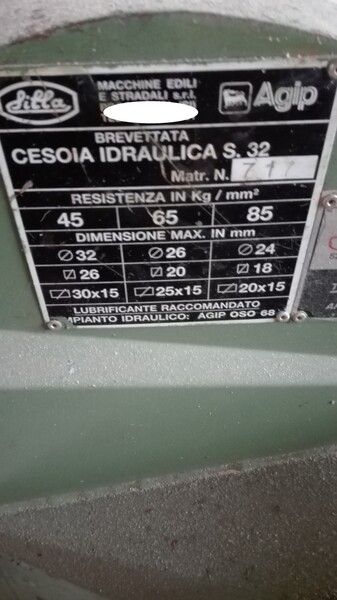 Silla
MACCHINE EDILI
E STRADALI s.r.l.
Agip
BREVETTATA
CESOIA IDRAULICA S. 32
Matr. N.
RESISTENZA IN Kg / mm²
45 65 85
DIMENSIONE MAX. IN mm
∅32 ∅26 ∅24
⍁26 ⍁20 ⍁18
⍁30x15 ⍁25x15 ⍁20x15
LUBRIFICANTE RACCOMANDATO
IMPIANTO IDRAULICO: AGIP OSO 68